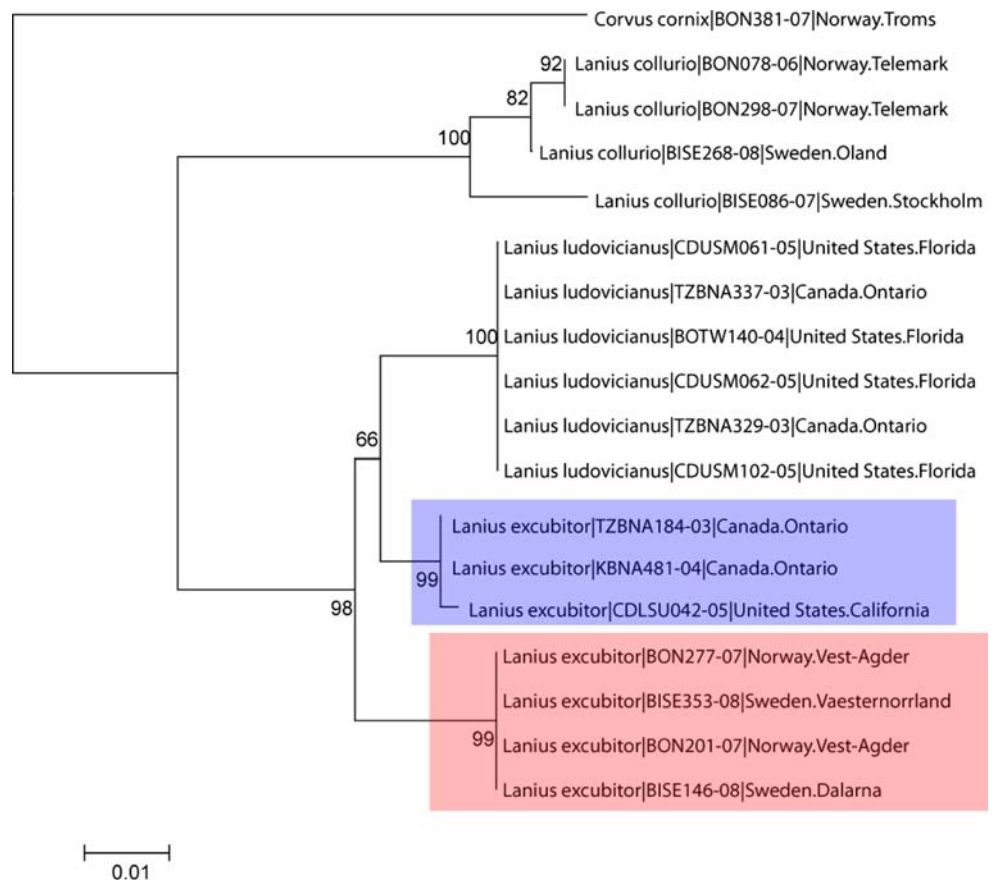 Corvus cornix|BON381-07|Norway.Troms
92
Lanius collurio|BON078-06|Norway.Telemark
82
Lanius collurio|BON298-07|Norway.Telemark
100
Lanius collurio|BISE268-08|Sweden.Oland
Lanius collurio|BISE086-07|Sweden.Stockholm
Lanius ludovicianus|CDUSM061-05|United States.Florida
Lanius ludovicianus|TZBNA337-03|Canada.Ontario
100
Lanius ludovicianus|BOTW140-04|United States.Florida
Lanius ludovicianus|CDUSM062-05|United States.Florida
66
Lanius ludovicianus|TZBNA329-03|Canada.Ontario
Lanius ludovicianus|CDUSM102-05|United States.Florida
Lanius excubitor|TZBNA184-03|Canada.Ontario
Lanius excubitor|KBNA481-04|Canada.Ontario
99
98
Lanius excubitor|CDLSU042-05|United States.California
Lanius excubitor|BON277-07|Norway.Vest-Agder
Lanius excubitor|BISE353-08|Sweden.Vaesternorrland
99
Lanius excubitor|BON201-07|Norway.Vest-Agder
Lanius excubitor|BISE146-08|Sweden.Dalarna
0.01